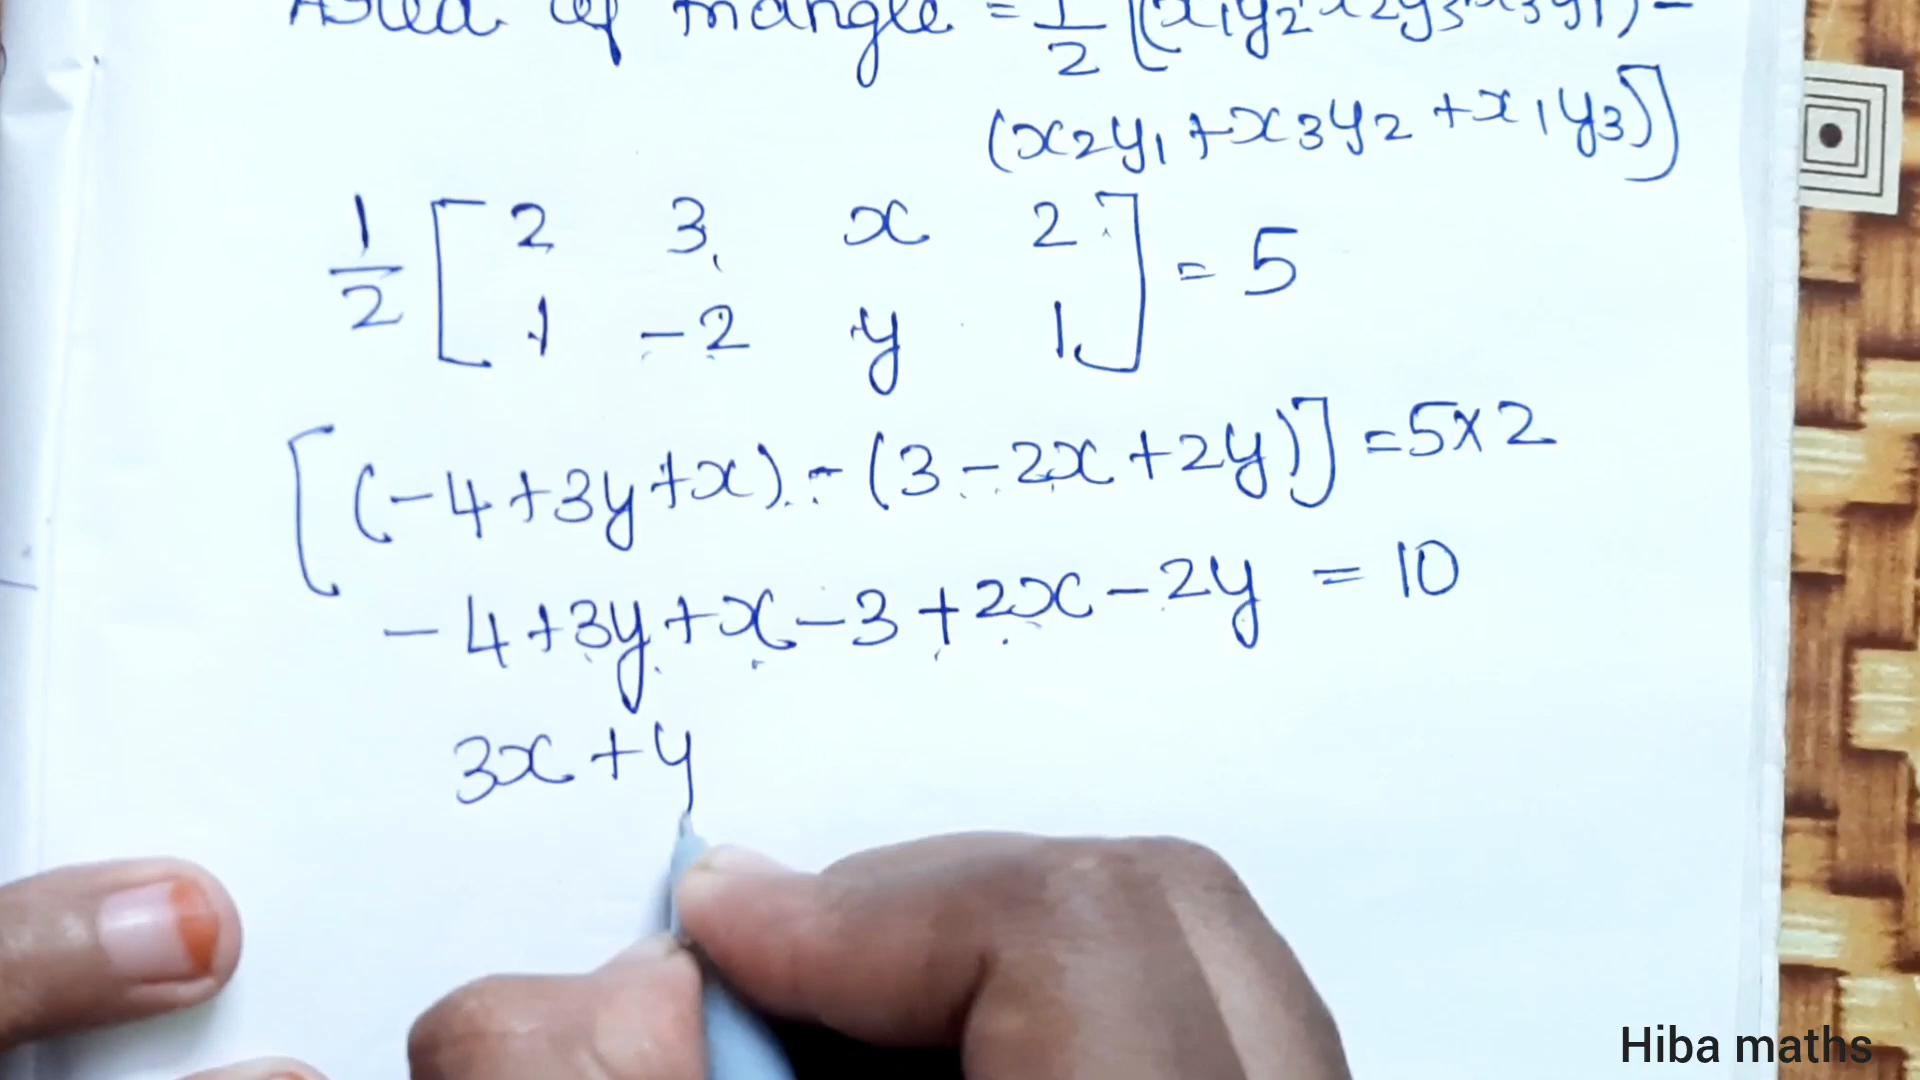 Area of triangle = 1/2 [(x₁y₂+x₂y₃+x₃y₁) -
(x₂y₁ + x₃y₂ + x₁y₃)]
1/2 [2 3 x 2
1 -2 y 1] = 5
[(-4+3y+x) - (3-2x+2y)] = 5×2
-4+3y+x-3+2x-2y = 10
3x+y
Hiba maths